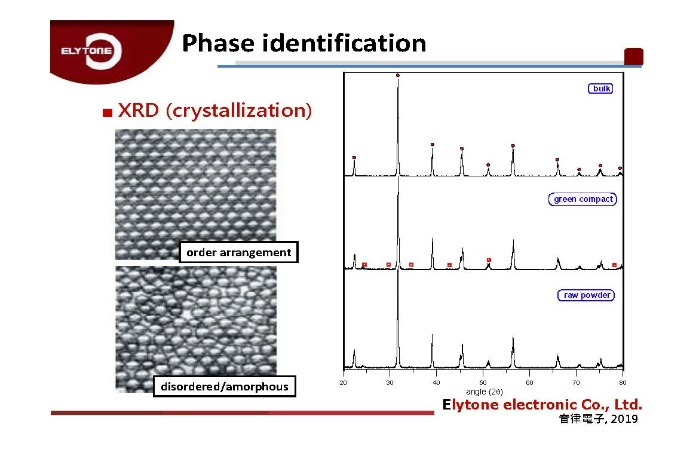 ELYTONE
Phase identification
■ XRD (crystallization)
order arrangement
disordered/amorphous
bulk
green compact
raw powder
20 30 40 50 60 70 80
angle (2θ)
Elytone electronic Co., Ltd.
音律電子, 2019